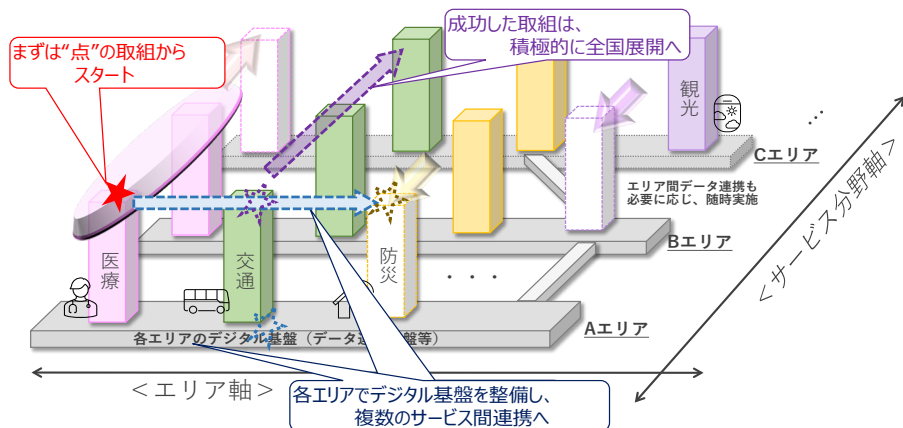 まずは“点”の取組から
スタート
成功した取組は、
積極的に全国展開へ
観光
・・・
Cエリア
エリア間データ連携も
必要に応じ、随時実施
Bエリア
医療
交通
防災
・・・
Aエリア
各エリアのデジタル基盤（データ連
盤等）
＜サービス分野軸＞
＜エリア軸＞
各エリアでデジタル基盤を整備し、
複数のサービス間連携へ